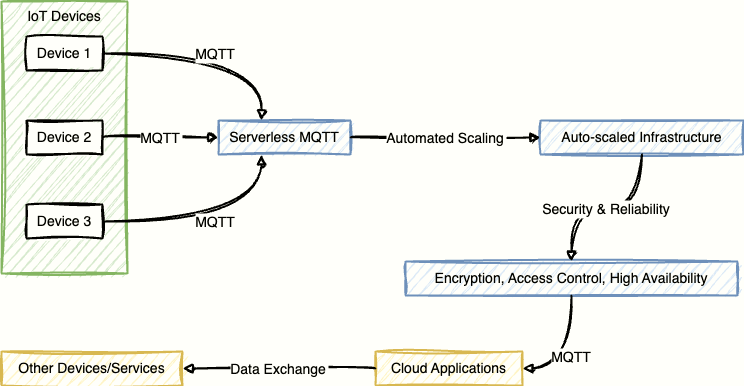 IoT Devices
Device 1
MQTT
Device 2
MQTT
Serverless MQTT
Automated Scaling
Auto-scaled Infrastructure
Device 3
MQTT
Security & Reliability
Encryption, Access Control, High Availability
MQTT
Other Devices/Services
Data Exchange
Cloud Applications